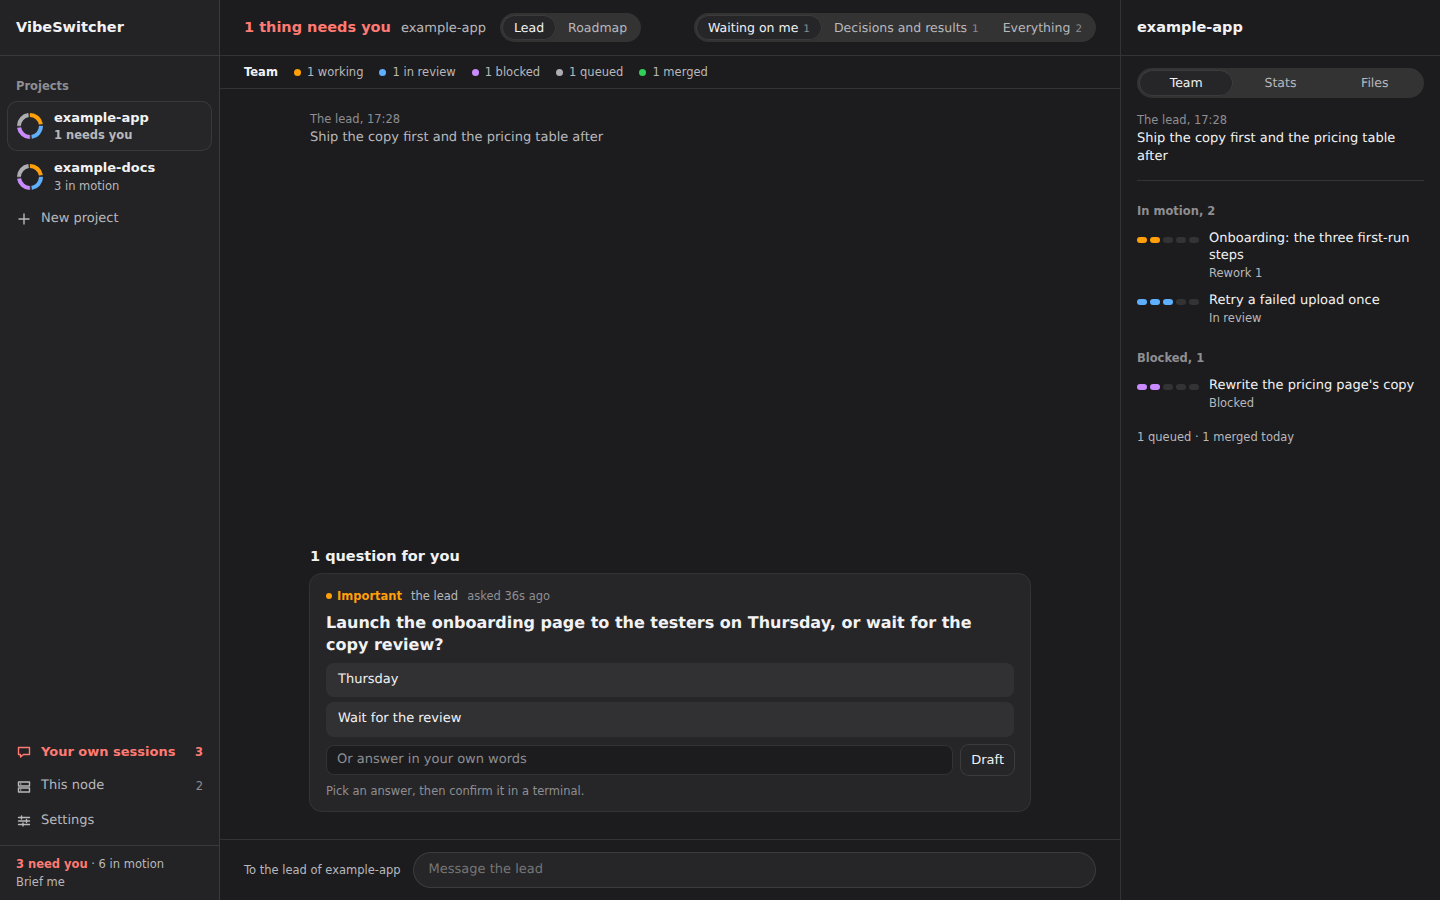 VibeSwitcher
Projects
example-app
1 needs you
example-docs
3 in motion
New project
Your own sessions 3
This node 2
Settings
3 need you · 6 in motion
Brief me
1 thing needs you example-app Lead Roadmap Waiting on me 1 Decisions and results 1 Everything 2
Team 1 working 1 in review 1 blocked 1 queued 1 merged
The lead, 17:28
Ship the copy first and the pricing table after
1 question for you
Important the lead asked 36s ago
Launch the onboarding page to the testers on Thursday, or wait for the
copy review?
Thursday
Wait for the review
Or answer in your own words Draft
Pick an answer, then confirm it in a terminal.
To the lead of example-app Message the lead
example-app
Team Stats Files
The lead, 17:28
Ship the copy first and the pricing table
after
In motion, 2
Onboarding: the three first-run
steps
Rework 1
Retry a failed upload once
In review
Blocked, 1
Rewrite the pricing page's copy
Blocked
1 queued · 1 merged today